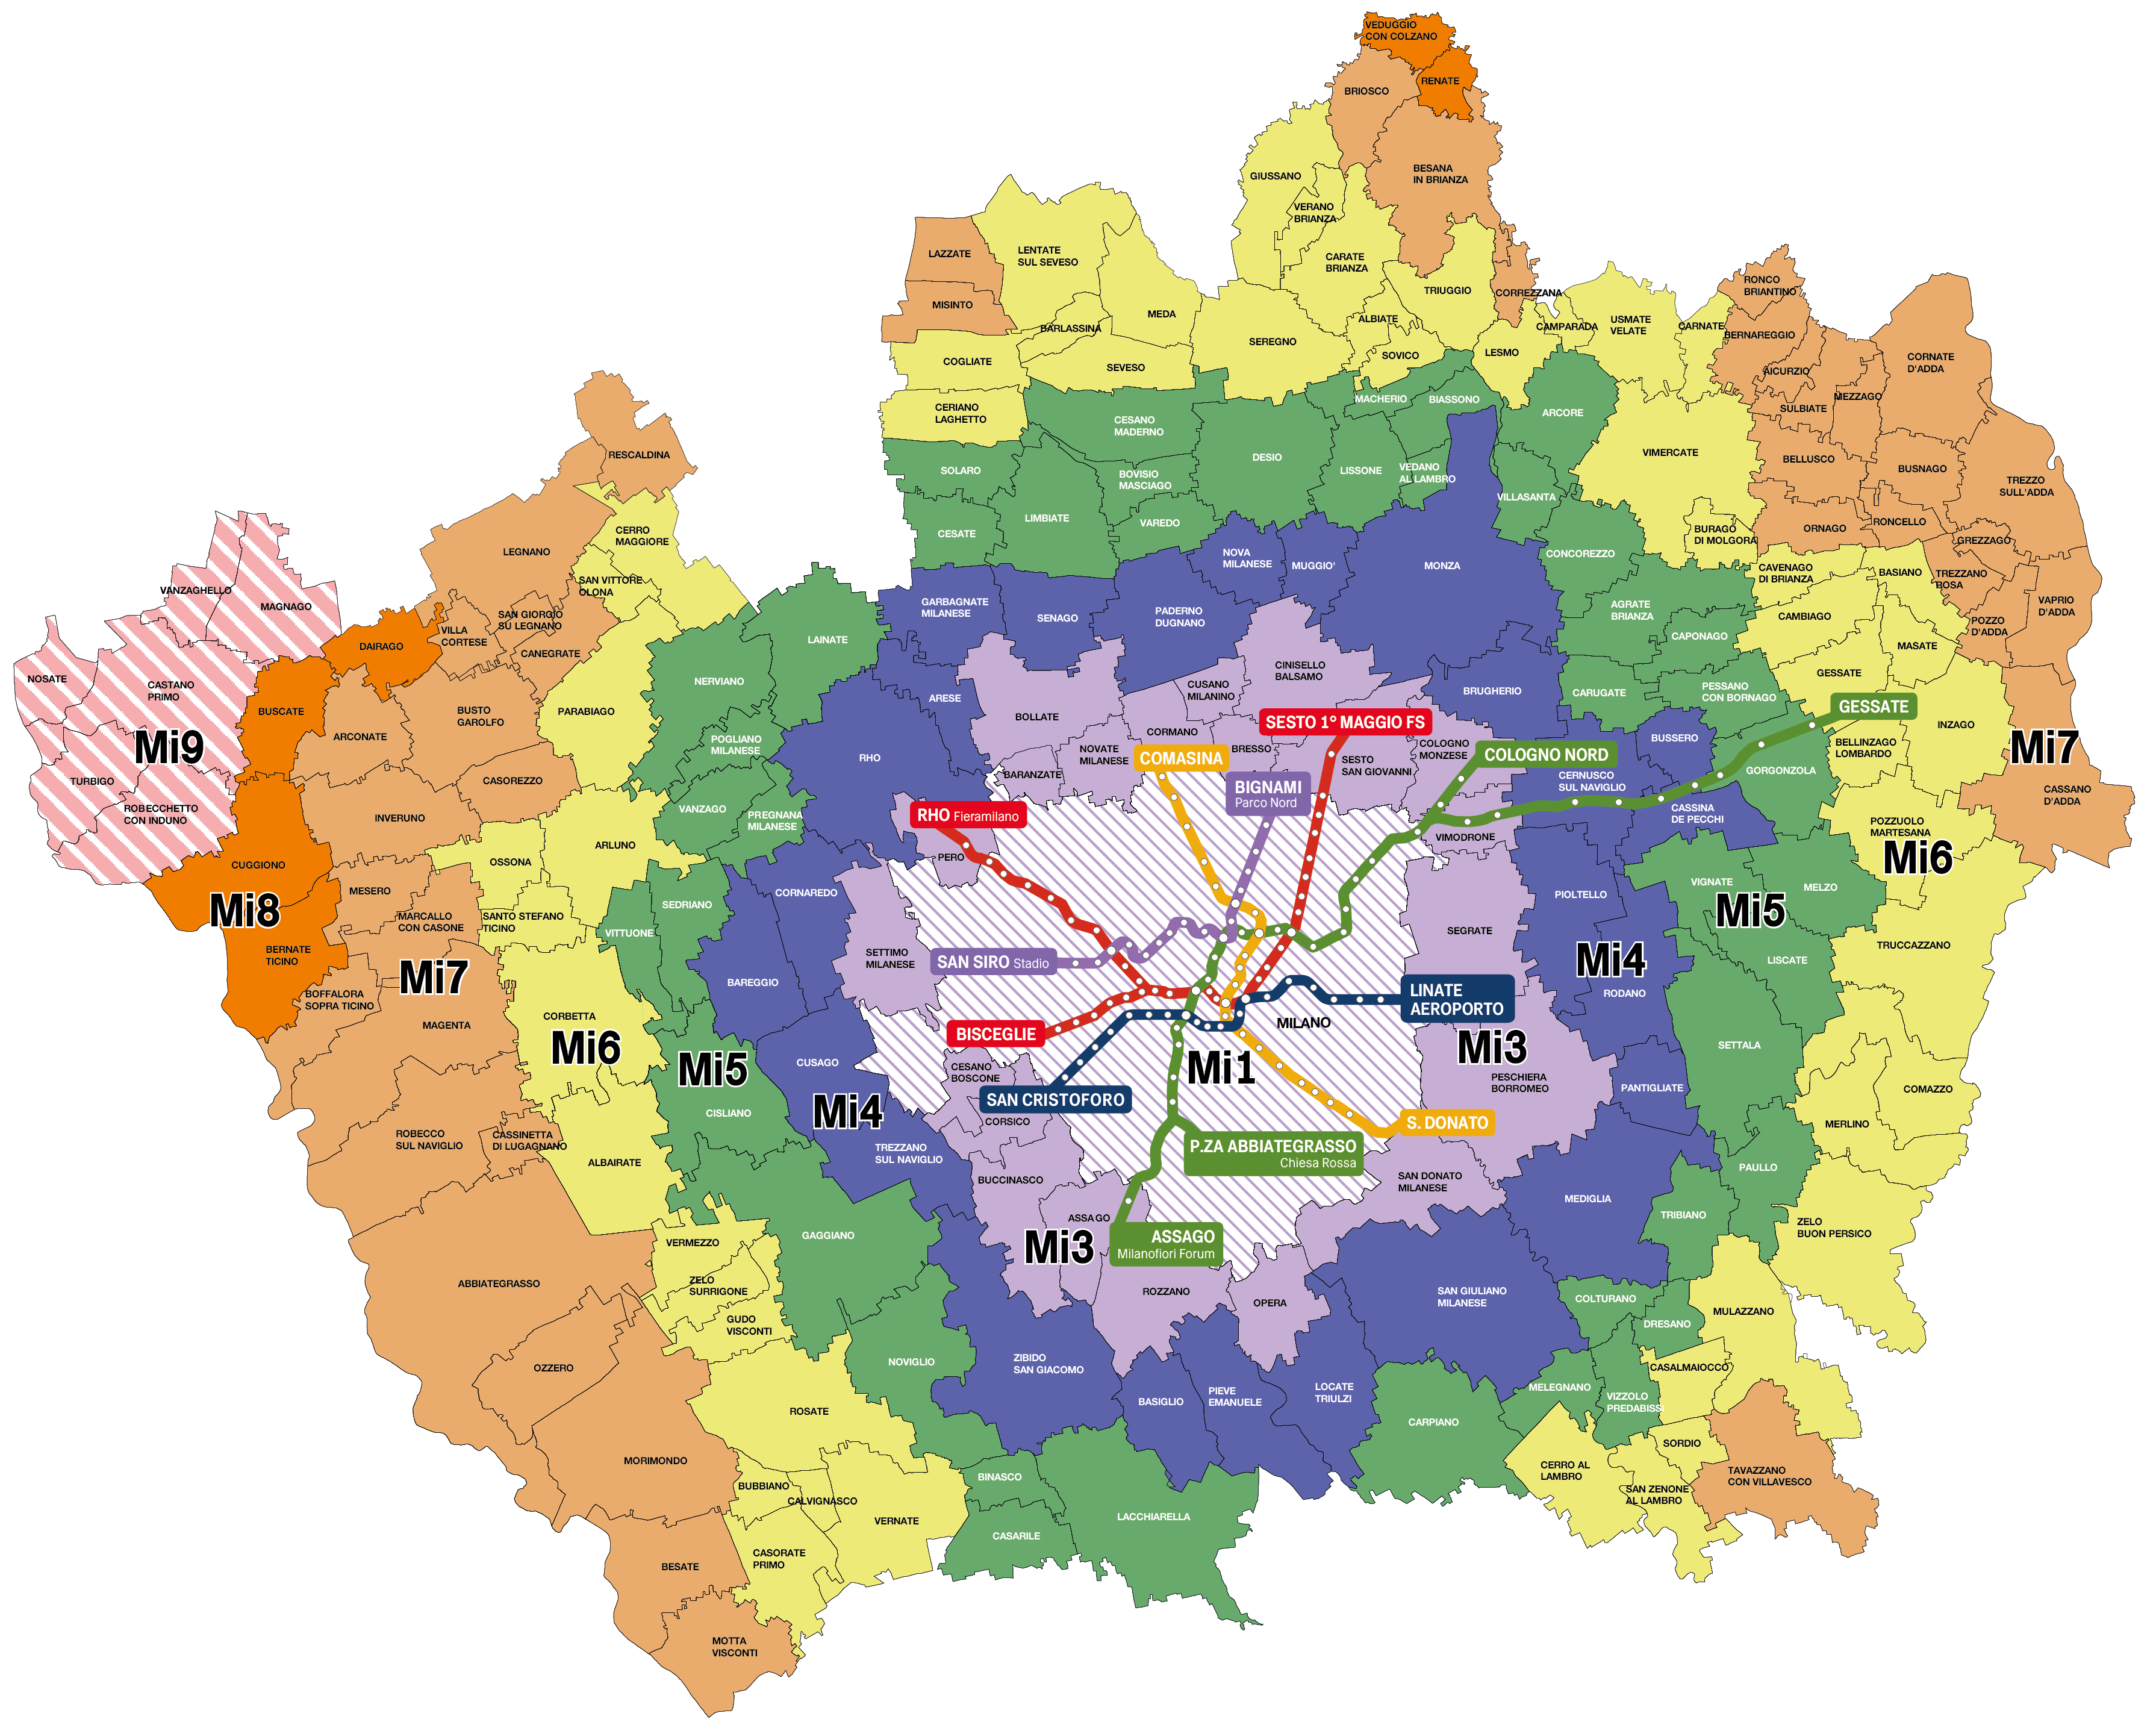 VEDUGGIO
CON COLZANO
RENATE
BRIOSCO
BESANA
IN BRIANZA
GIUSSANO
VERANO
BRIANZA
CARATE
BRIANZA
LAZZATE
LENTATE
SUL SEVESO
MISINTO
BARLASSINA
MEDA
COGLIATE
SEVESO
SEREGNO
ALBIATE
SOVICO
TRIUGGIO
CORREZZANA
LESMO
CAMPARADA
USMATE
VELATE
CARNATE
RONCO
BRIANTINO
BERNAREGGIO
AICURZIO
CORNATE
D'ADDA
SULBIATE
MEZZAGO
CERIANO
LAGHETTO
CESANO
MADERNO
MACHERIO
BIASSONO
ARCORE
VIMERCATE
BELLUSCO
BUSNAGO
TREZZO
SULL'ADDA
RESCALDINA
SOLARO
BOVISIO
MASCIAGO
DESIO
LISSONE
VEDANO
AL LAMBRO
VILLASANTA
LIMBIATE
VAREDO
CESATE
BURAGO
DI MOLGORA
ORNAGO
RONCELLO
GREZZAGO
CERRO
MAGGIORE
LEGNANO
SAN VITTORE
OLONA
NOVA
MILANESE
MUGGIO'
MONZA
CONCOREZZO
CAVENAGO
DI BRIANZA
BASIANO
TREZZANO
ROSA
VAPRIO
D'ADDA
VANZAGHELLO
MAGNAGO
SAN GIORGIO
SU LEGNANO
GARBAGNATE
MILANESE
SENAGO
PADERNO
DUGNANO
AGRATE
BRIANZA
CAMBIAGO
POZZO
D'ADDA
DAIRAGO
VILLA
CORTESE
CANEGRATE
LAINATE
CAPONAGO
MASATE
NOSATE
CASTANO
PRIMO
NERVIANO
ARESE
CUSANO
MILANINO
CINISELLO
BALSAMO
BRUGHERIO
CARUGATE
PESSANO
CON BORNAGO
GESSATE
BUSCATE
BUSTO
GAROLFO
PARABIAGO
BOLLATE
SESTO 1° MAGGIO FS
GESSATE
INZAGO
Mi9
ARCONATE
POGLIANO
MILANESE
CORMANO
BRESSO
COLOGNO
MONZESE
COLOGNO NORD
BUSSERO
BELLINZAGO
LOMBARDO
Mi7
NOVATE
MILANESE
COMASINA
RHO
SESTO
SAN GIOVANNI
TURBIGO
CASOREZZO
BARANZATE
BIGNAMI
Parco Nord
CERNUSCO
SUL NAVIGLIO
GORGONZOLA
CASSANO
D'ADDA
ROBECCHETTO
CON INDUNO
INVERUNO
VANZAGO
PREGNANA
MILANESE
RHO Fieramilano
CASSINA
DE PECCHI
POZZUOLO
MARTESANA
VIMODRONE
CUGGIONO
OSSONA
ARLUNO
PERO
Mi6
MESERO
CORNAREDO
PIOLTELLO
VIGNATE
MELZO
Mi8
MARCALLO
CON CASONE
SANTO STEFANO
TICINO
SEDRIANO
VITTUONE
Mi5
SEGRATE
BERNATE
TICINO
SETTIMO
MILANESE
SAN SIRO Stadio
TRUCCAZZANO
Mi4
LISCATE
Mi7
BAREGGIO
BOFFALORA
SOPRA TICINO
LINATE
AEROPORTO
RODANO
MAGENTA
CORBETTA
MILANO
BISCEGLIE
Mi6
Mi3
SETTALA
CUSAGO
Mi5
CESANO
BOSCONE
Mi1
PESCHIERA
BORROMEO
PANTIGLIATE
COMAZZO
CISLIANO
Mi4
SAN CRISTOFORO
CORSICO
S. DONATO
MERLINO
ROBECCO
SUL NAVIGLIO
CASSINETTA
DI LUGAGNANO
ALBAIRATE
TREZZANO
SUL NAVIGLIO
P.ZA ABBIATEGRASSO
Chiesa Rossa
PAULLO
BUCCINASCO
SAN DONATO
MILANESE
MEDIGLIA
ASSAGO
TRIBIANO
ZELO
BUON PERSICO
GAGGIANO
VERMEZZO
Mi3
ASSAGO
Milanofiori Forum
ABBIATEGRASSO
ZELO
SURRIGONE
ROZZANO
OPERA
SAN GIULIANO
MILANESE
COLTURANO
MULAZZANO
GUDO
VISCONTI
DRESANO
OZZERO
NOVIGLIO
ZIBIDO
SAN GIACOMO
CASALMAIOCCO
BASIGLIO
PIEVE
EMANUELE
LOCATE
TRIULZI
MELEGNANO
VIZZOLO
PREDABISSI
ROSATE
CARPIANO
SORDIO
MORIMONDO
BINASCO
CERRO AL
LAMBRO
TAVAZZANO
CON VILLAVESCO
BUBBIANO
CALVIGNASCO
SAN ZENONE
AL LAMBRO
VERNATE
LACCHIARELLA
CASARILE
BESATE
CASORATE
PRIMO
MOTTA
VISCONTI